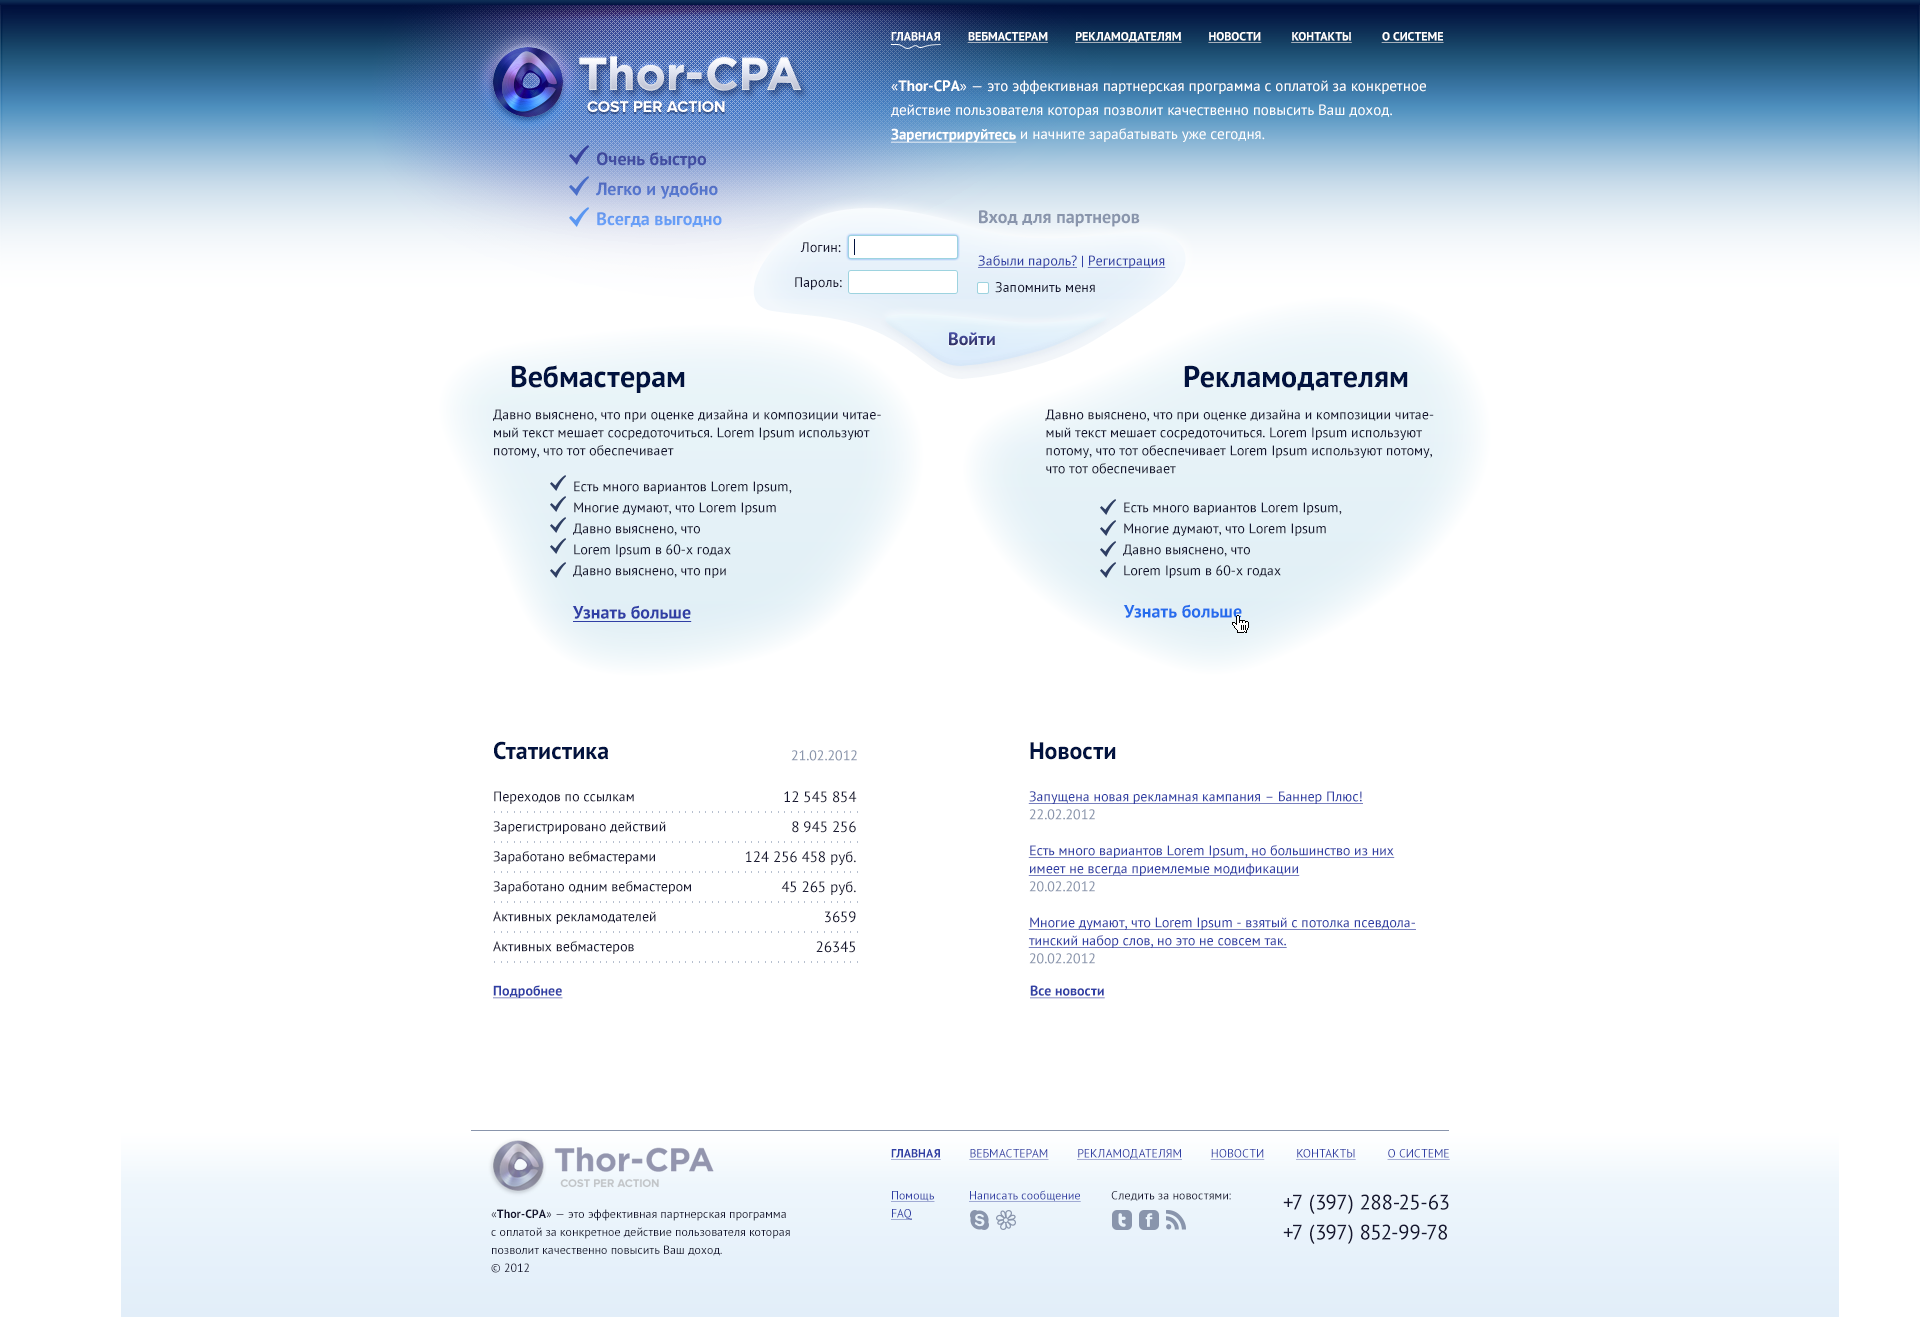 Thor-CPA
COST PER ACTION
ГЛАВНАЯ ВЕБМАСТЕРАМ РЕКЛАМОДАТЕЛЯМ НОВОСТИ КОНТАКТЫ О СИСТЕМЕ
«Thor-CPA» — это эффективная партнерская программа с оплатой за конкретное
действие пользователя которая позволит качественно повысить Ваш доход.
Зарегистрируйтесь и начните зарабатывать уже сегодня.
Очень быстро
Легко и удобно
Всегда выгодно
Вход для партнеров
Логин:
Пароль:
Забыли пароль? | Регистрация
Запомнить меня
Войти
Вебмастерам
Давно выяснено, что при оценке дизайна и композиции читае-
мый текст мешает сосредоточиться. Lorem Ipsum используют
потому, что тот обеспечивает
Есть много вариантов Lorem Ipsum,
Многие думают, что Lorem Ipsum
Давно выяснено, что
Lorem Ipsum в 60-х годах
Давно выяснено, что при
Узнать больше
Рекламодателям
Давно выяснено, что при оценке дизайна и композиции читае-
мый текст мешает сосредоточиться. Lorem Ipsum используют
потому, что тот обеспечивает Lorem Ipsum используют потому,
что тот обеспечивает
Есть много вариантов Lorem Ipsum,
Многие думают, что Lorem Ipsum
Давно выяснено, что
Lorem Ipsum в 60-х годах
Узнать больше
Статистика 21.02.2012
Переходов по ссылкам 12 545 854
Зарегистрировано действий 8 945 256
Заработано вебмастерами 124 256 458 руб.
Заработано одним вебмастером 45 265 руб.
Активных рекламодателей 3659
Активных вебмастеров 26345
Подробнее
Новости
Запущена новая рекламная кампания – Баннер Плюс!
22.02.2012
Есть много вариантов Lorem Ipsum, но большинство из них
имеет не всегда приемлемые модификации
20.02.2012
Многие думают, что Lorem Ipsum - взятый с потолка псевдола-
тинский набор слов, но это не совсем так.
20.02.2012
Все новости
Thor-CPA
COST PER ACTION
«Thor-CPA» — это эффективная партнерская программа
с оплатой за конкретное действие пользователя которая
позволит качественно повысить Ваш доход.
© 2012
ГЛАВНАЯ ВЕБМАСТЕРАМ РЕКЛАМОДАТЕЛЯМ НОВОСТИ КОНТАКТЫ О СИСТЕМЕ
Помощь
FAQ
Написать сообщение
Следить за новостями:
+7 (397) 288-25-63
+7 (397) 852-99-78